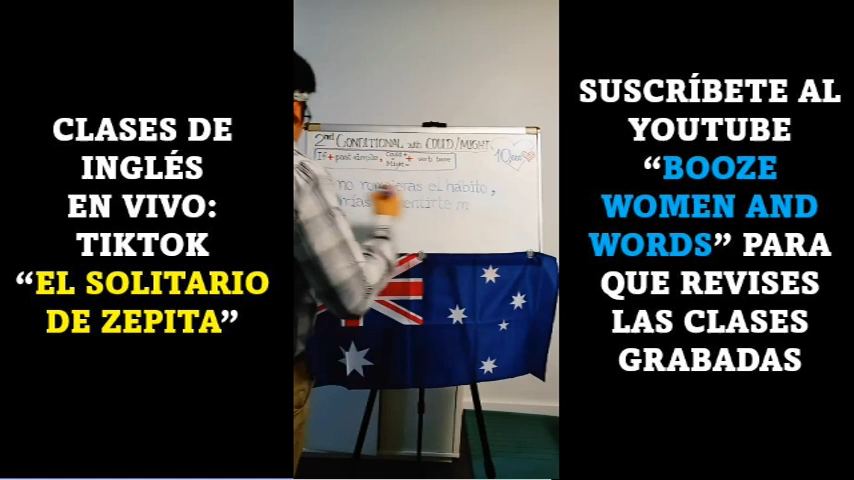 CLASES DE
INGLÉS
EN VIVO:
TIKTOK
“EL SOLITARIO
DE ZEPITA”
2nd CONDITIONAL with COULD/MIGHT
If + past simple, could/might + verb base
no el hábito,
SUSCRÍBETE AL
YOUTUBE
“BOOZE
WOMEN AND
WORDS” PARA
QUE REVISES
LAS CLASES
GRABADAS